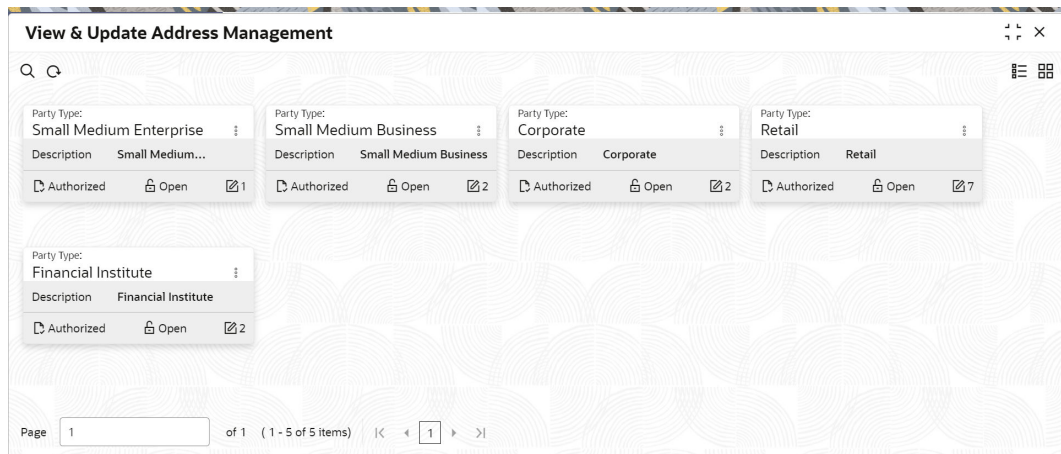 View & Update Address Management
Party Type:
Small Medium Enterprise
Description Small Medium...
Authorized Open 1
Party Type:
Small Medium Business
Description Small Medium Business
Authorized Open 2
Party Type:
Corporate
Description Corporate
Authorized Open 2
Party Type:
Retail
Description Retail
Authorized Open 7
Party Type:
Financial Institute
Description Financial Institute
Authorized Open 2
Page 1 of 1 ( 1 - 5 of 5 items) 1